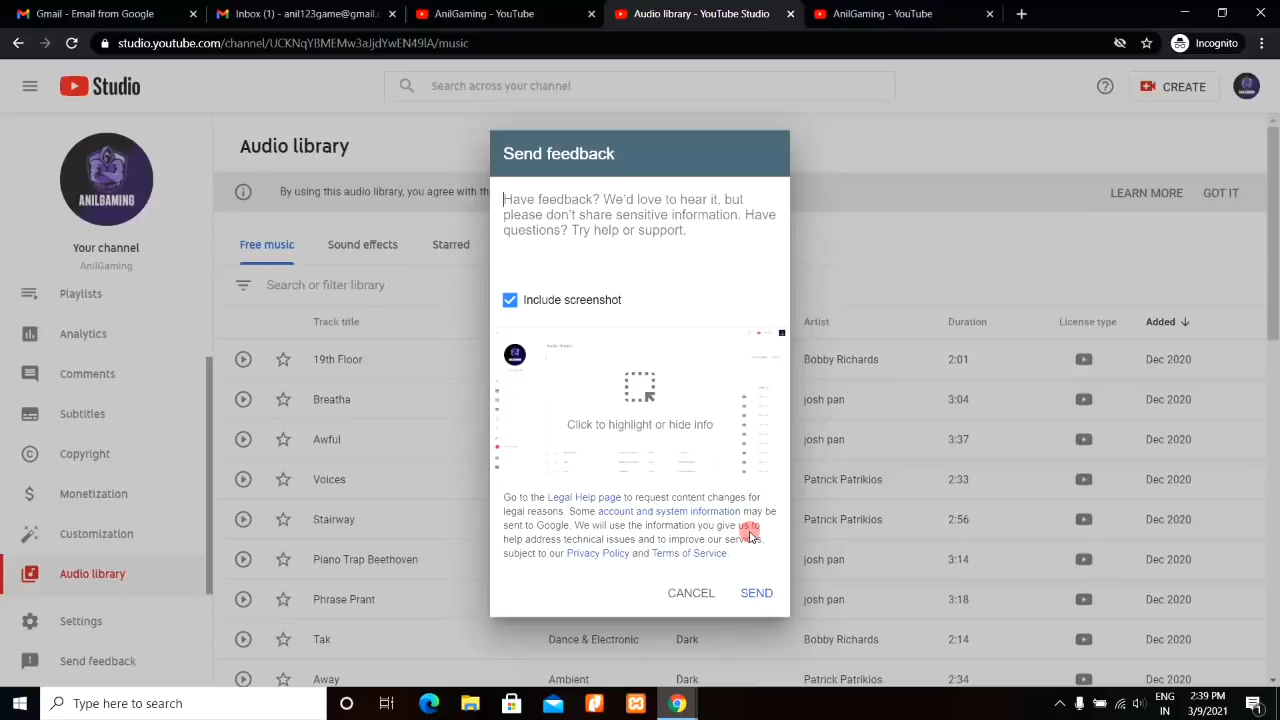 Gmail - Email from Google
Inbox (1) - anil123game@gmail.c
AnilGaming - YouTube
Audio library - YouTube Studio
AnilGaming - YouTube
studio.youtube.com/channel/UCKNqYBMEMw3aJjdYwEN49lA/music
Incognito
Studio
Search across your channel
CREATE
ANILGAMING
Your channel
AnilGaming
Playlists
Analytics
Comments
Subtitles
Copyright
Monetization
Customization
Audio library
Settings
Send feedback
Audio library
By using this audio library, you agree with th
LEARN MORE
GOT IT
Free music
Sound effects
Starred
Search or filter library
Track title
Artist
Duration
License type
Added
19th Floor
Bobby Richards
2:01
Dec 2020
Breatha
josh pan
3:04
Dec 2020
Awful
josh pan
3:37
Dec 2020
Voices
Patrick Patrikios
2:33
Dec 2020
Stairway
Patrick Patrikios
2:56
Dec 2020
Piano Trap Beethoven
josh pan
3:14
Dec 2020
Phrase Prant
josh pan
3:18
Dec 2020
Tak
Dance & Electronic
Dark
Bobby Richards
2:14
Dec 2020
Away
Ambient
Dark
Patrick Patrikios
2:34
Dec 2020
Send feedback
Have feedback? We'd love to hear it, but
please don't share sensitive information. Have
questions? Try help or support.
Include screenshot
Click to highlight or hide info
Go to the Legal Help page to request content changes for
legal reasons. Some account and system information may be
sent to Google. We will use the information you give us to
help address technical issues and to improve our services,
subject to our Privacy Policy and Terms of Service.
CANCEL
SEND
Type here to search
ENG
IN
2:39 PM
3/9/2021